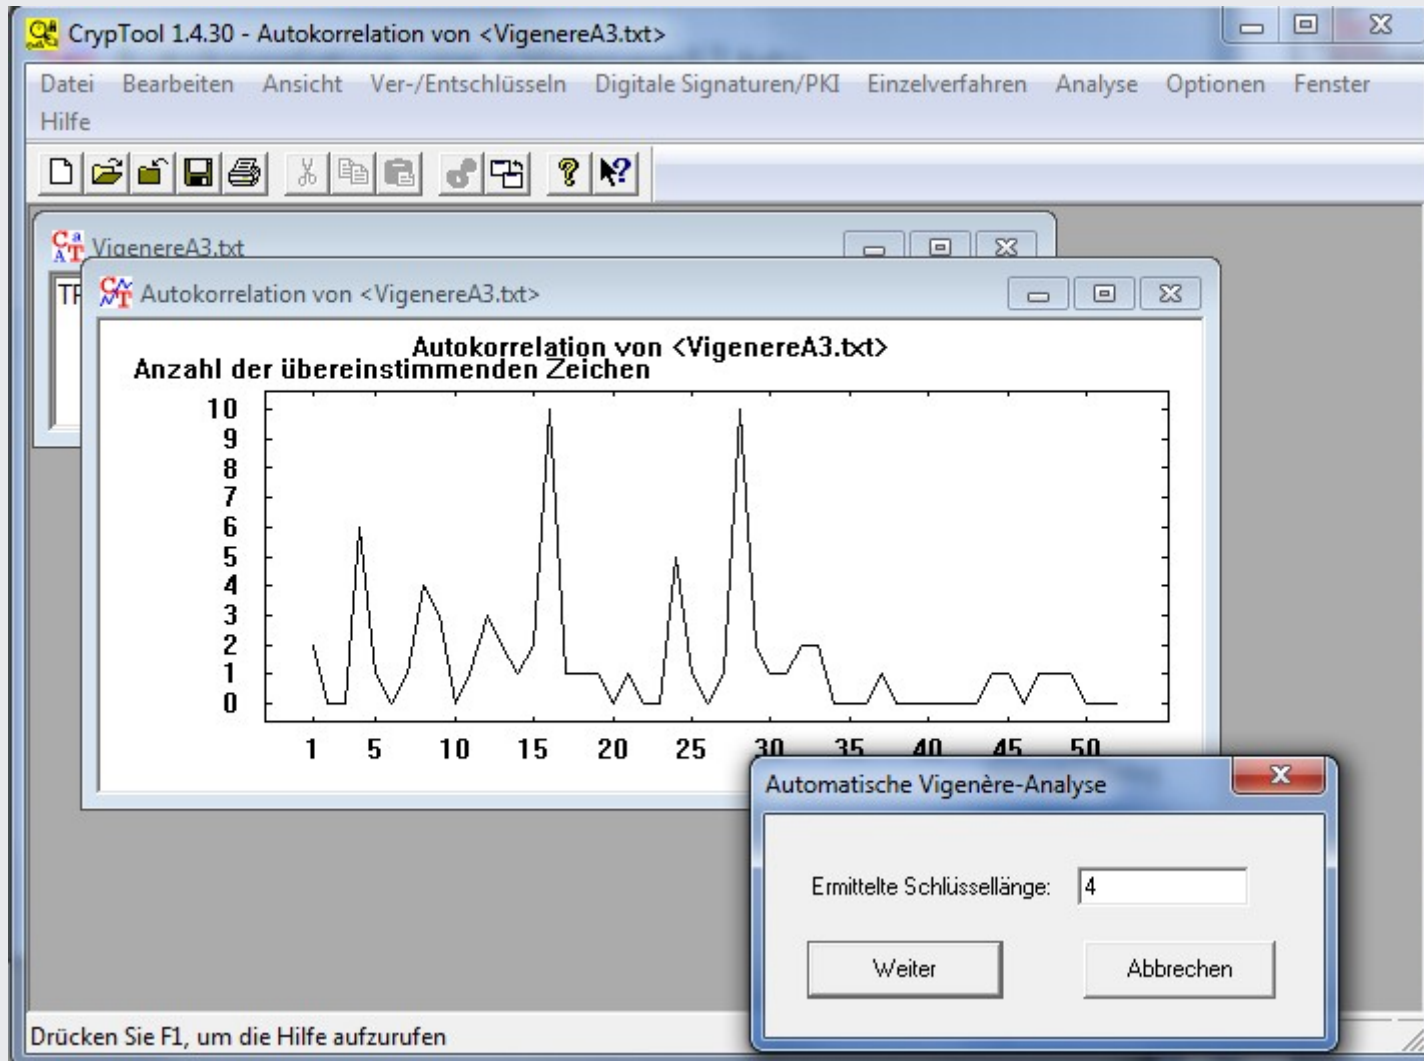 CrypTool 1.4.30 - Autokorrelation von <VigenereA3.txt>
Datei Bearbeiten Ansicht Ver-/Entschlüsseln Digitale Signaturen/PKI Einzelverfahren Analyse Optionen Fenster
Hilfe
VigenereA3.txt
Autokorrelation von <VigenereA3.txt>
Autokorrelation von <VigenereA3.txt>
Anzahl der übereinstimmenden Zeichen
10
9
8
7
6
5
4
3
2
1
0
1 5 10 15 20 25 30 35 40 45 50
Automatische Vigenère-Analyse
Ermittelte Schlüssellänge: 4
Weiter Abbrechen
Drücken Sie F1, um die Hilfe aufzurufen